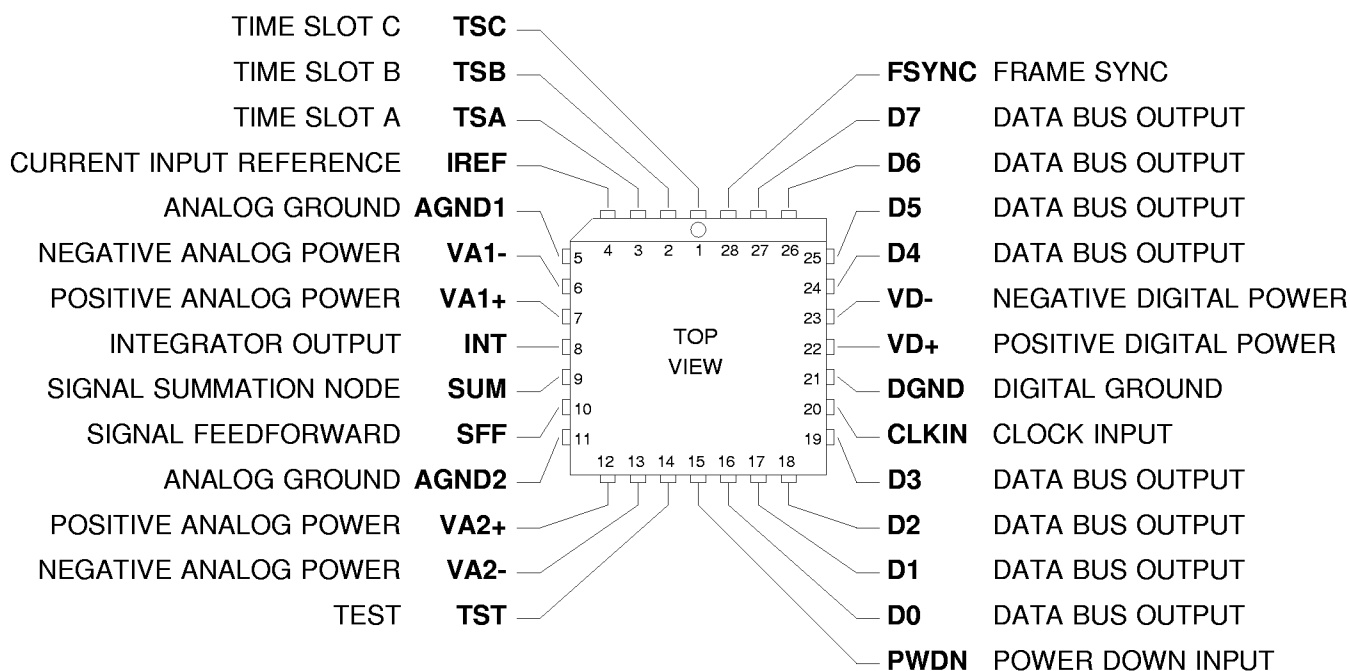 TIME SLOT C TSC
TIME SLOT B TSB
TIME SLOT A TSA
CURRENT INPUT REFERENCE IREF
ANALOG GROUND AGND1
NEGATIVE ANALOG POWER VA1-
POSITIVE ANALOG POWER VA1+
INTEGRATOR OUTPUT INT
SIGNAL SUMMATION NODE SUM
SIGNAL FEEDFORWARD SFF
ANALOG GROUND AGND2
POSITIVE ANALOG POWER VA2+
NEGATIVE ANALOG POWER VA2-
TEST TST
4 3 2 1 28 27 26
5
6
7
8
9
10
11
TOP
VIEW
25
24
23
22
21
20
19
12 13 14 15 16 17 18
FSYNC FRAME SYNC
D7 DATA BUS OUTPUT
D6 DATA BUS OUTPUT
D5 DATA BUS OUTPUT
D4 DATA BUS OUTPUT
VD- NEGATIVE DIGITAL POWER
VD+ POSITIVE DIGITAL POWER
DGND DIGITAL GROUND
CLKIN CLOCK INPUT
D3 DATA BUS OUTPUT
D2 DATA BUS OUTPUT
D1 DATA BUS OUTPUT
D0 DATA BUS OUTPUT
PWDN POWER DOWN INPUT